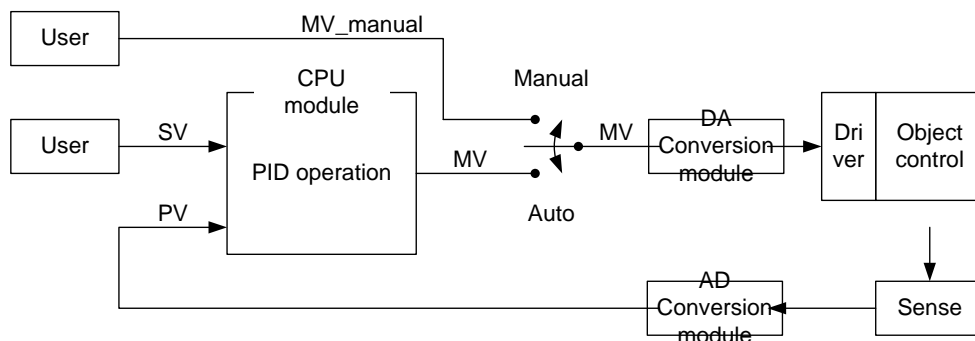 User
MV_manual
Manual
CPU
module
User
SV
PID operation
MV
MV
DA
Conversion
module
Dri
ver
Object
control
PV
Auto
AD
Conversion
module
Sense